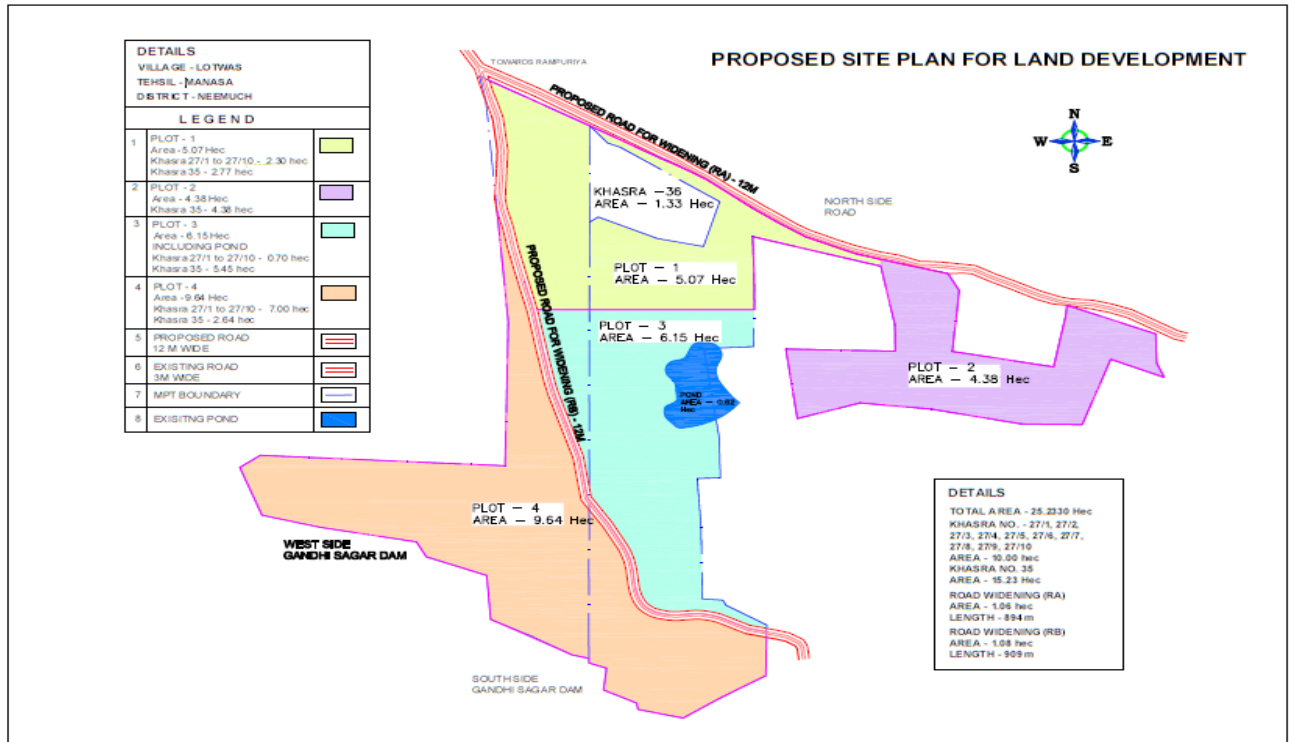 DETAILS
VILLAGE - LOTWAS
TEHSIL - MANASA
DISTRICT - NEEMUCH
LEGEND
1 PLOT - 1
Area -5.07 Hec
Khasra 27/1 to 27/10 - 2.30 hec
Khasra 35 - 2.77 hec
2 PLOT - 2
Area - 4.38 Hec
Khasra 35 - 4.38 hec
3 PLOT - 3
Area - 6.15 Hec
INCLUDING POND
Khasra 27/1 to 27/10 - 0.70 hec
Khasra 35 - 5.45 hec
4 PLOT - 4
Area -9.64 Hec
Khasra 27/1 to 27/10 - 7.00 hec
Khasra 35 - 2.64 hec
5 PROPOSED ROAD
12 M WIDE
6 EXISTING ROAD
3M WIDE
7 MPT BOUNDARY
8 EXISITNG POND
TOWARDS RAMPURIYA
PROPOSED SITE PLAN FOR LAND DEVELOPMENT
N
W E
S
PROPOSED ROAD FOR WIDENING (RA) - 12M
KHASRA - 36
AREA - 1.33 Hec
NORTH SIDE
ROAD
PLOT - 1
AREA - 5.07 Hec
PROPOSED ROAD FOR WIDENING (RB) - 12M
PLOT - 3
AREA - 6.15 Hec
POND
AREA - 0.62
Hec
PLOT - 2
AREA - 4.38 Hec
PLOT - 4
AREA - 9.64 Hec
WEST SIDE
GANDHI SAGAR DAM
SOUTH SIDE
GANDHI SAGAR DAM
DETAILS
TOTAL AREA - 25.2330 Hec
KHASRA NO. - 27/1, 27/2,
27/3, 27/4, 27/5, 27/6, 27/7,
27/8, 27/9, 27/10
AREA - 10.00 hec
KHASRA NO. 35
AREA - 15.23 Hec
ROAD WIDENING (RA)
AREA - 1.06 hec
LENGTH - 894 m
ROAD WIDENING (RB)
AREA - 1.08 hec
LENGTH - 909 m